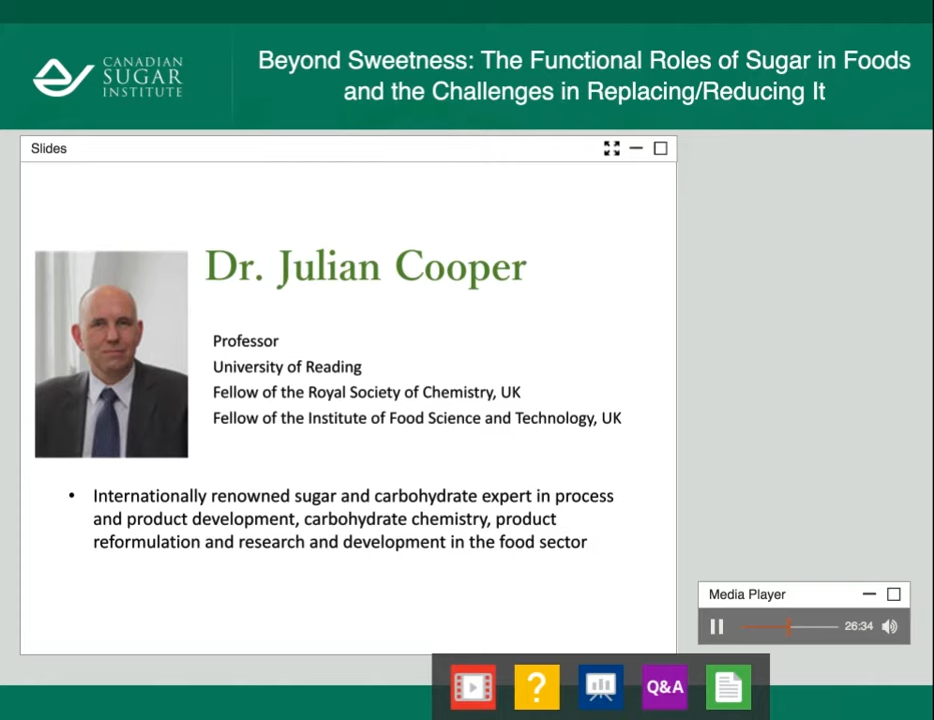 CANADIAN
SUGAR
INSTITUTE
Beyond Sweetness: The Functional Roles of Sugar in Foods
and the Challenges in Replacing/Reducing It
Slides
Dr. Julian Cooper
Professor
University of Reading
Fellow of the Royal Society of Chemistry, UK
Fellow of the Institute of Food Science and Technology, UK
• Internationally renowned sugar and carbohydrate expert in process
and product development, carbohydrate chemistry, product
reformulation and research and development in the food sector
Media Player
26:34
?
Q&A